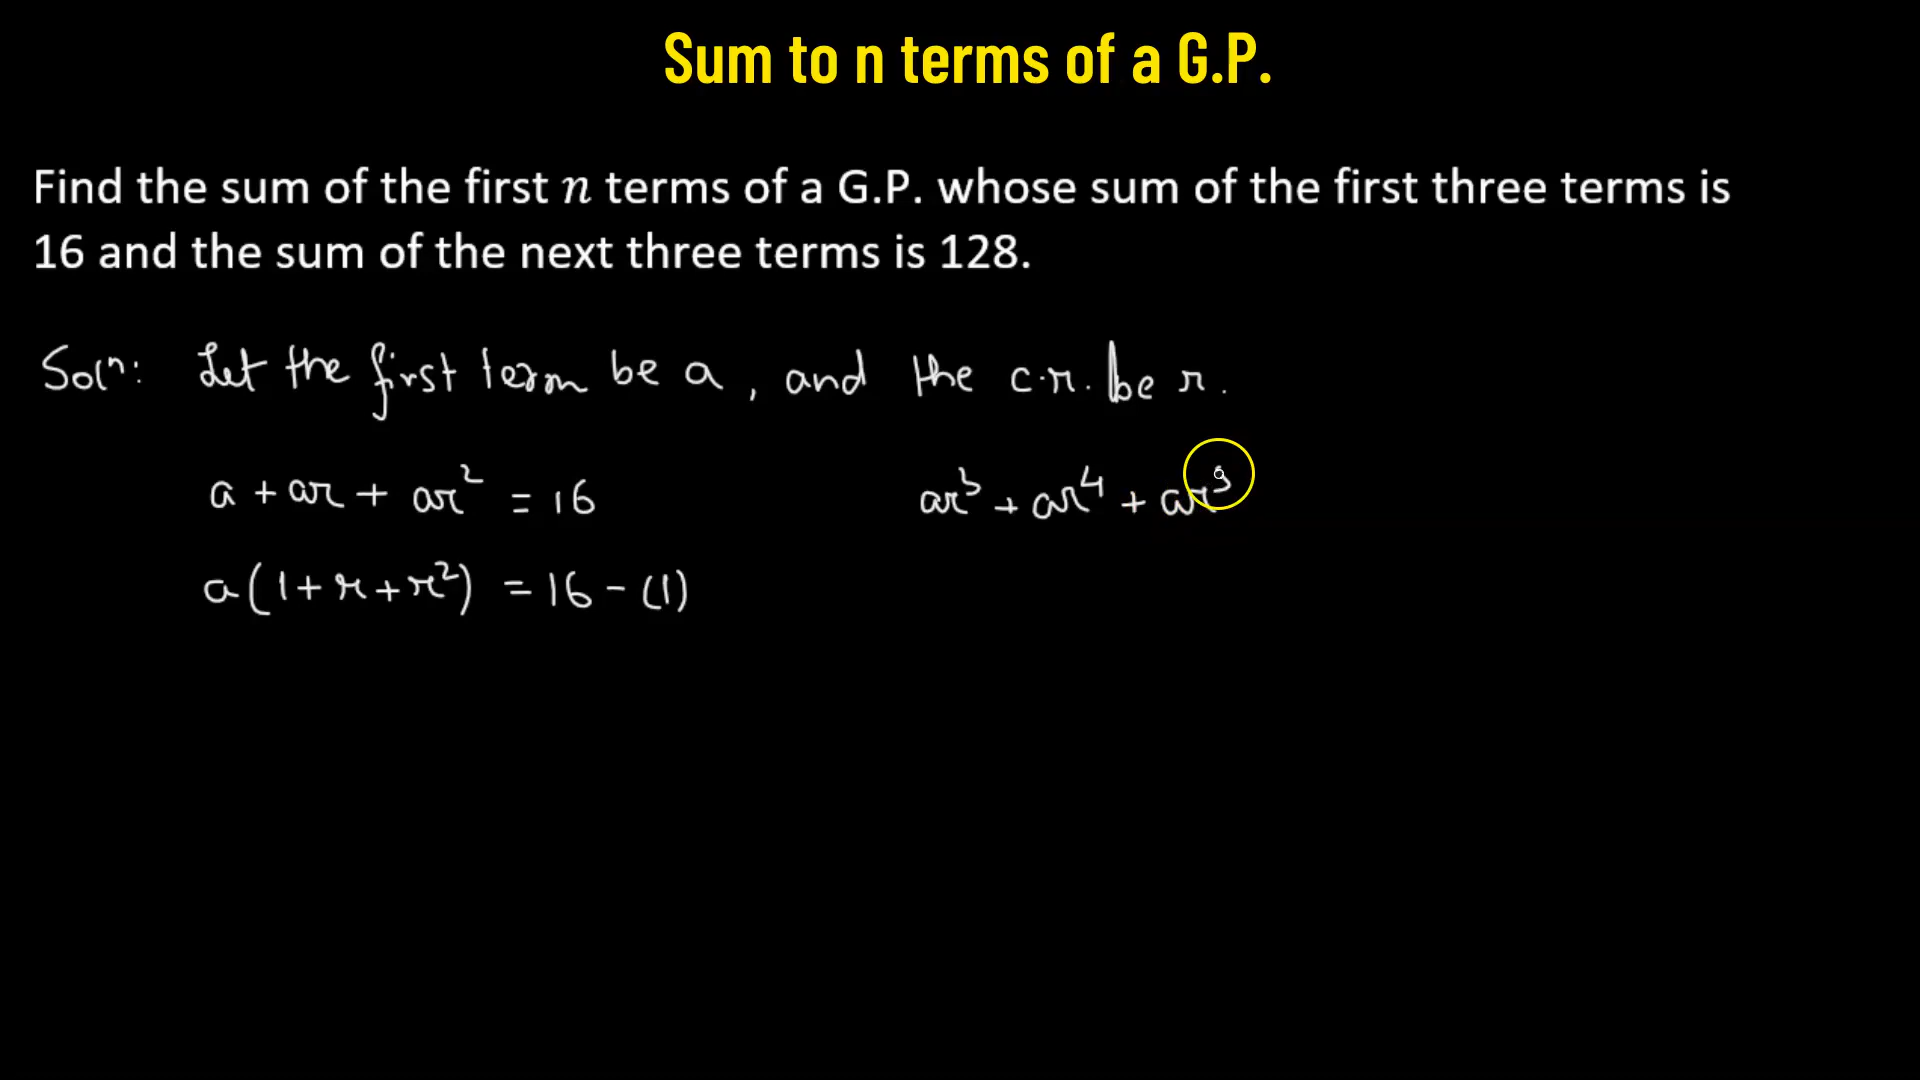 Sum to n terms of a G.P.
Find the sum of the first n terms of a G.P. whose sum of the first three terms is
16 and the sum of the next three terms is 128.
Solⁿ: Let the first term be a, and the c.r. be r.
a + ar + ar² = 16
ar³ + ar⁴ + ar⁵
a(1 + r + r²) = 16 - (1)